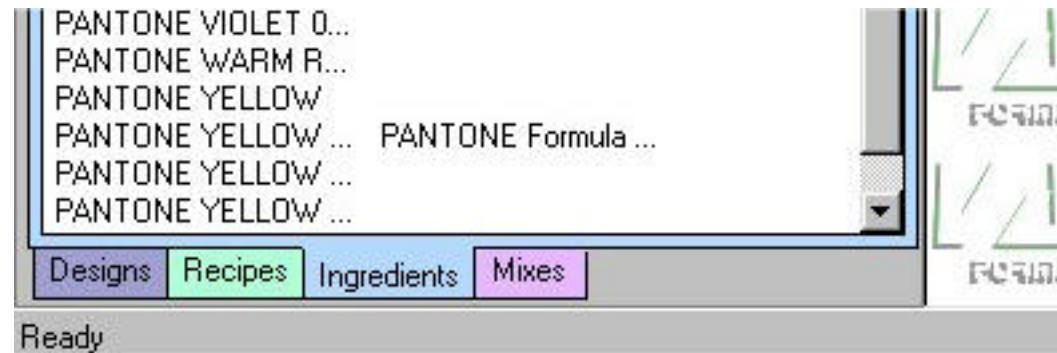 PANTONE VIOLET 0...
PANTONE WARM R...
PANTONE YELLOW
PANTONE YELLOW ... PANTONE Formula ...
PANTONE YELLOW ...
PANTONE YELLOW ...
Designs Recipes Ingredients Mixes
Ready